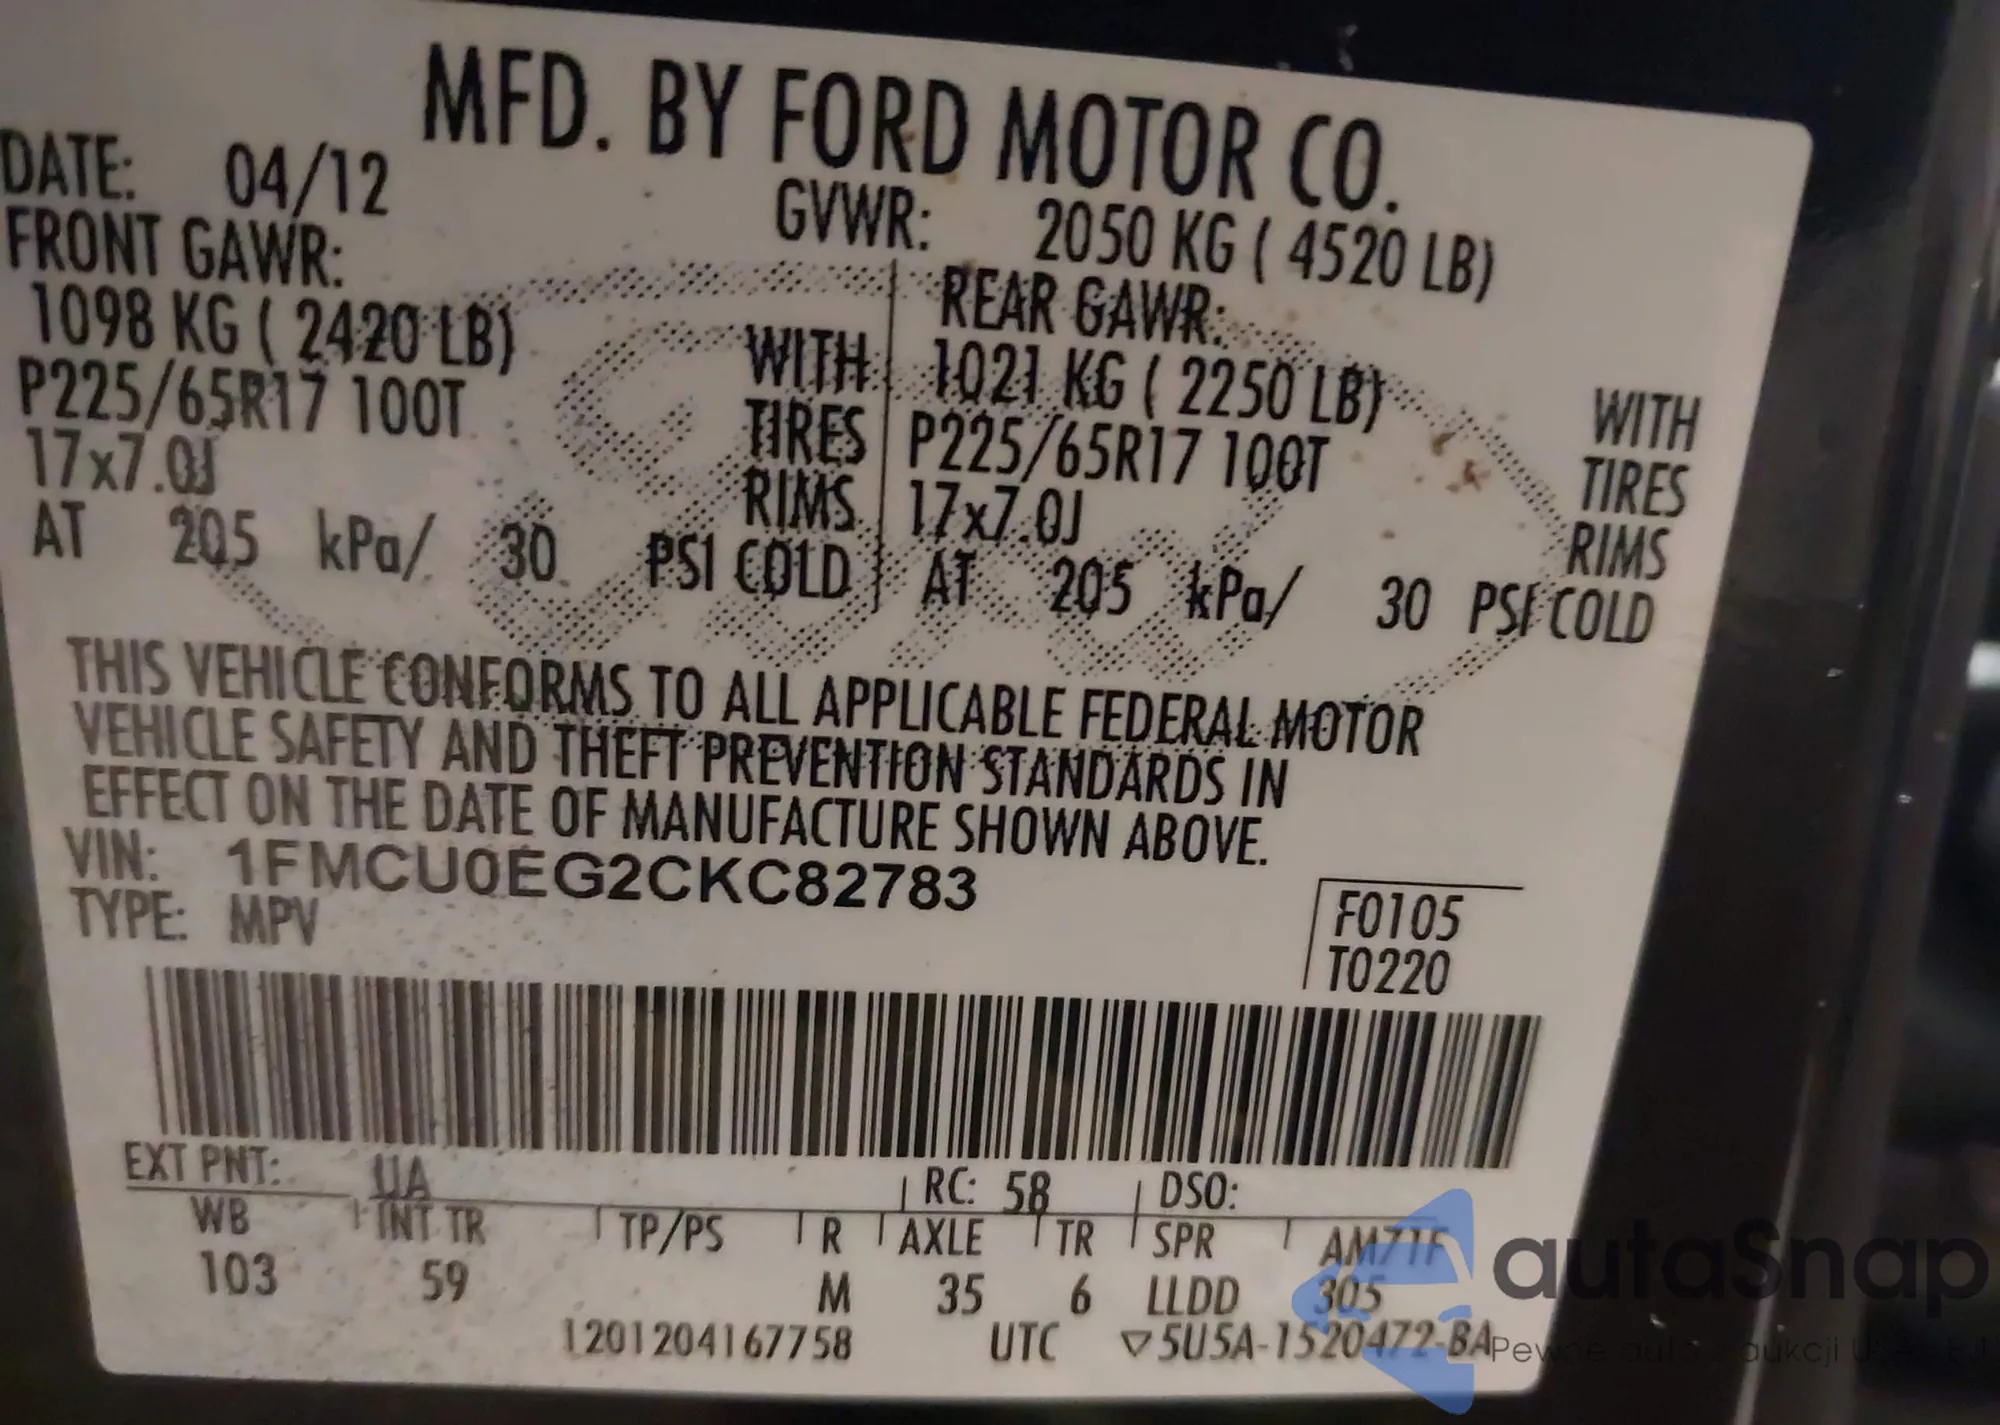 MFD. BY FORD MOTOR CO.
DATE: 04/12 GVWR: 2050 KG ( 4520 LB)
FRONT GAWR: REAR GAWR:
1098 KG ( 2420 LB) WITH 1021 KG ( 2250 LB) WITH
P225/65R17 100T TIRES P225/65R17 100T TIRES
17x7.0J RIMS 17x7.0J RIMS
AT 205 kPa/ 30 PSI COLD AT 205 kPa/ 30 PSI COLD
THIS VEHICLE CONFORMS TO ALL APPLICABLE FEDERAL MOTOR
VEHICLE SAFETY AND THEFT PREVENTION STANDARDS IN
EFFECT ON THE DATE OF MANUFACTURE SHOWN ABOVE.
VIN: 1FMCU0EG2CKC82783
TYPE: MPV
F0105
T0220
EXT PNT: UA RC: 58 DSO:
WB INT TR TP/PS R AXLE TR SPR AM71F
103 59 M 35 6 LLDD 305
1201204167758 UTC ▽5U5A-1520472-BA
autaSnap
Pewne auta aukcji